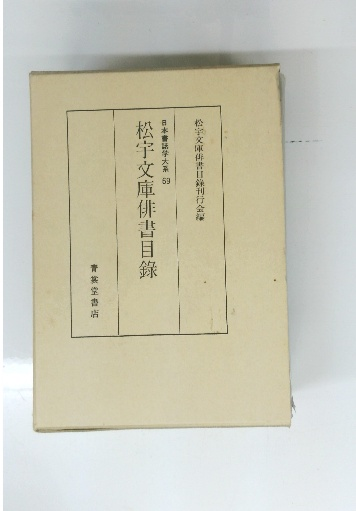 松宇文庫俳書目録刊行会編
日本書誌学大系 59
松宇文庫俳書目録
青裳堂書店